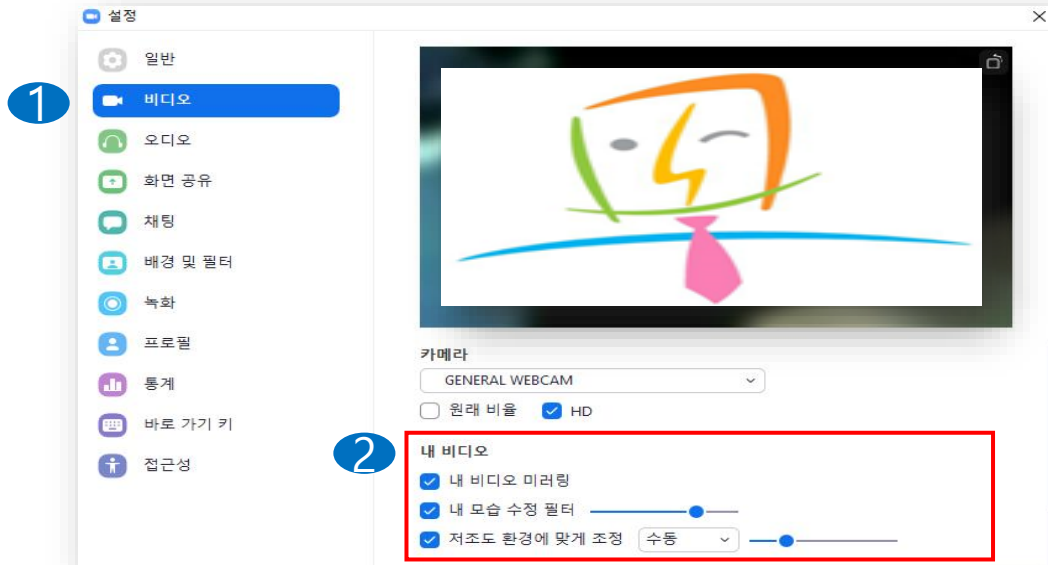 설정
일반
1
비디오
오디오
화면 공유
채팅
배경 및 필터
녹화
프로필
통계
바로 가기 키
접근성
카메라
GENERAL WEBCAM
원래 비율 HD
2
내 비디오
내 비디오 미러링
내 모습 수정 필터
저조도 환경에 맞게 조정 수동